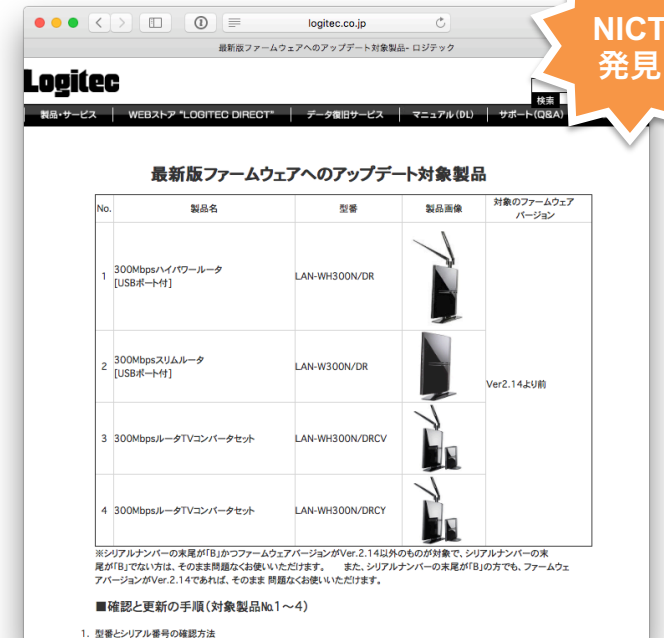 logitec.co.jp
NICT
発見
最新版ファームウェアへのアップデート対象製品- ロジテック
Logitec
検索
製品・サービス
WEBストア "LOGITEC DIRECT"
データ復旧サービス
マニュアル(DL)
サポート(Q&A)
最新版ファームウェアへのアップデート対象製品
No. 製品名 型番 製品画像 対象のファームウェア
バージョン
1 300Mbpsハイパワールータ
[USBポート付] LAN-WH300N/DR
2 300Mbpsスリムルータ
[USBポート付] LAN-W300N/DR
Ver2.14より前
3 300MbpsルータTVコンバータセット LAN-WH300N/DRCV
4 300MbpsルータTVコンバータセット LAN-WH300N/DRCY
※シリアルナンバーの末尾が「B」かつファームウェアバージョンがVer.2.14以外のものが対象で、シリアルナンバーの末
尾が「B」でない方は、そのまま問題なくお使いいただけます。 また、シリアルナンバーの末尾が「B」の方でも、ファームウェ
アバージョンがVer.2.14であれば、そのまま 問題なくお使いいただけます。
■確認と更新の手順(対象製品№1～4)
1. 型番とシリアル番号の確認方法